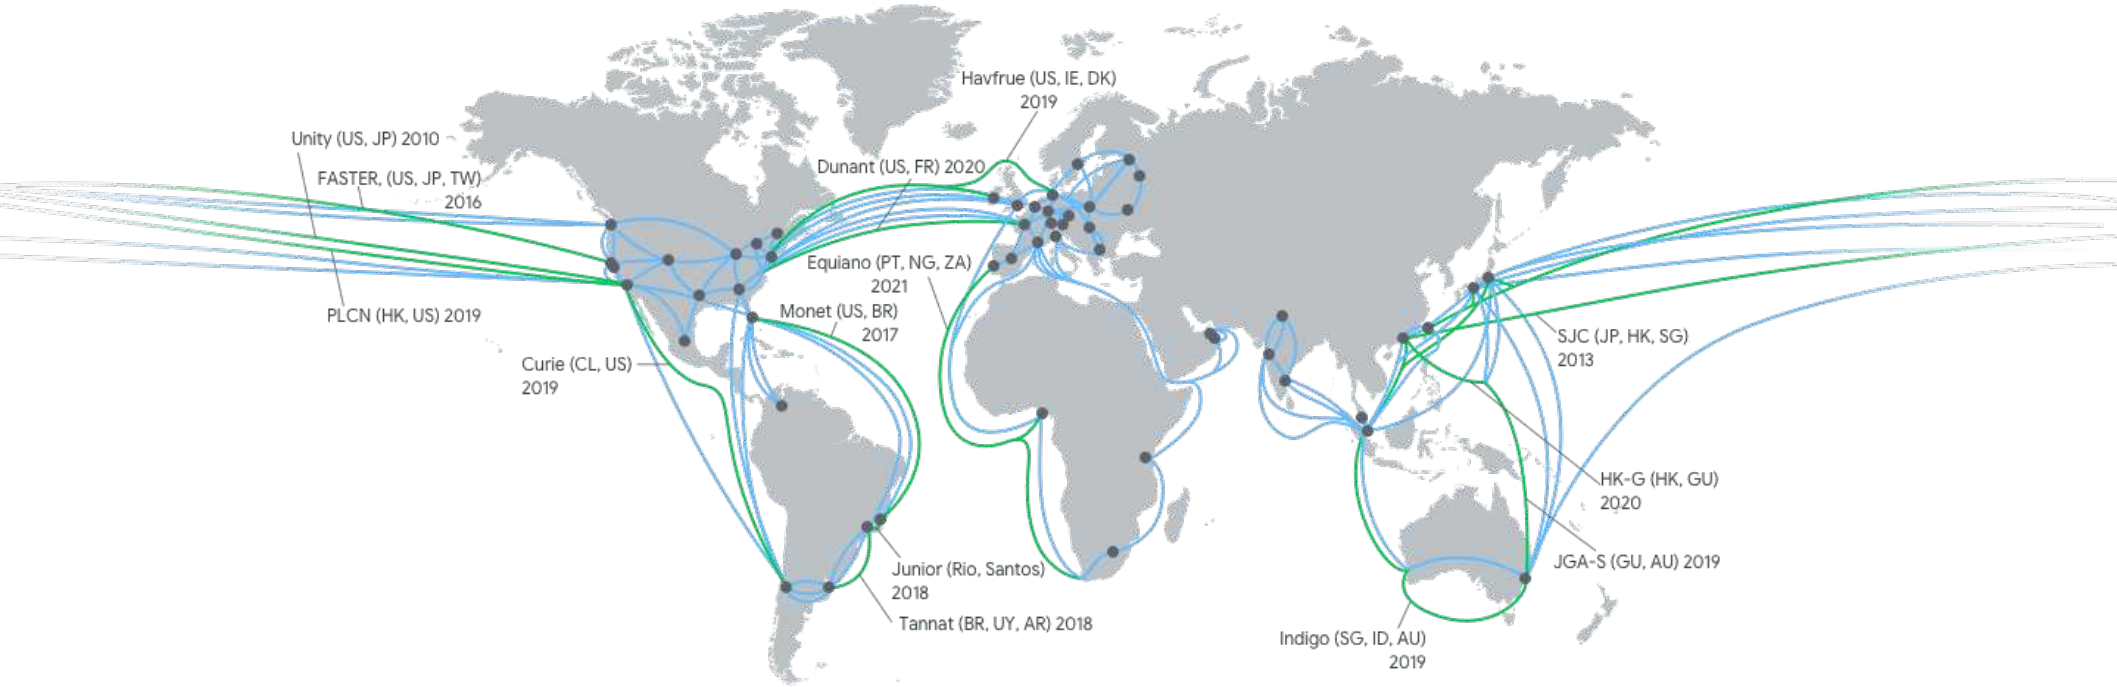 Havfrue (US, IE, DK)
2019
Unity (US, JP) 2010
Dunant (US, FR) 2020
FASTER, (US, JP, TW)
2016
Equiano (PT, NG, ZA)
2021
PLCN (HK, US) 2019
Monet (US, BR)
2017
Curie (CL, US)
2019
SJC (JP, HK, SG)
2013
HK-G (HK, GU)
2020
JGA-S (GU, AU) 2019
Junior (Rio, Santos)
2018
Tannat (BR, UY, AR) 2018
Indigo (SG, ID, AU)
2019